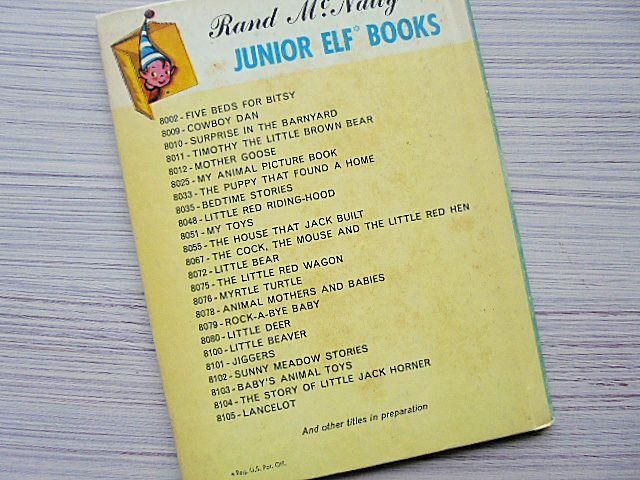 Rand McNally
JUNIOR ELF* BOOKS
8002-FIVE BEDS FOR BITSY
8009-COWBOY DAN
8010-SURPRISE IN THE BARNYARD
8011-TIMOTHY THE LITTLE BROWN BEAR
8012-MOTHER GOOSE
8025-MY ANIMAL PICTURE BOOK
8033-THE PUPPY THAT FOUND A HOME
8035-BEDTIME STORIES
8048-LITTLE RED RIDING-HOOD
8051-MY TOYS
8055-THE HOUSE THAT JACK BUILT
8067-THE COCK, THE MOUSE AND THE LITTLE RED HEN
8072-LITTLE BEAR
8075-THE LITTLE RED WAGON
8076-MYRTLE TURTLE
8078-ANIMAL MOTHERS AND BABIES
8079-ROCK-A-BYE BABY
8080-LITTLE DEER
8100-LITTLE BEAVER
8101-JIGGERS
8102-SUNNY MEADOW STORIES
8103-BABY'S ANIMAL TOYS
8104-THE STORY OF LITTLE JACK HORNER
8105-LANCELOT
And other titles in preparation
*Reg. U.S. Pat. Off.